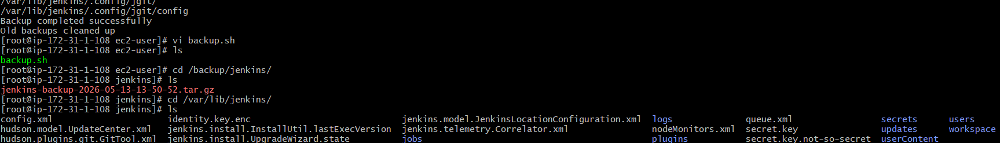 /var/lib/jenkins/.config/jgit/
/var/lib/jenkins/.config/jgit/config
Backup completed successfully
Old backups cleaned up
[root@ip-172-31-1-108 ec2-user]# vi backup.sh
[root@ip-172-31-1-108 ec2-user]# ls
backup.sh
[root@ip-172-31-1-108 ec2-user]# cd /backup/jenkins/
[root@ip-172-31-1-108 jenkins]# ls
jenkins-backup-2026-05-13-13-50-52.tar.gz
[root@ip-172-31-1-108 jenkins]# cd /var/lib/jenkins/
[root@ip-172-31-1-108 jenkins]# ls
config.xml identity.key.enc jenkins.model.JenkinsLocationConfiguration.xml logs queue.xml secrets users
hudson.model.UpdateCenter.xml jenkins.install.InstallUtil.lastExecVersion jenkins.telemetry.Correlator.xml nodeMonitors.xml secret.key updates workspace
hudson.plugins.git.GitTool.xml jenkins.install.UpgradeWizard.state jobs plugins secret.key.not-so-secret userContent